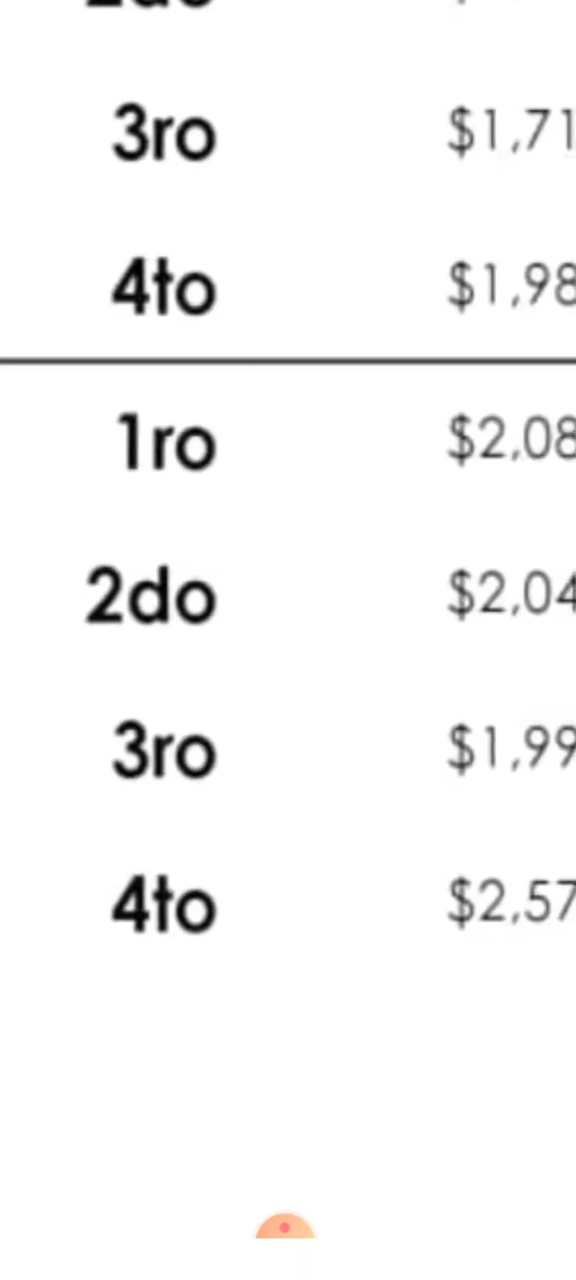 3ro $1,71
4to $1,98
1ro $2,08
2do $2,04
3ro $1,99
4to $2,57